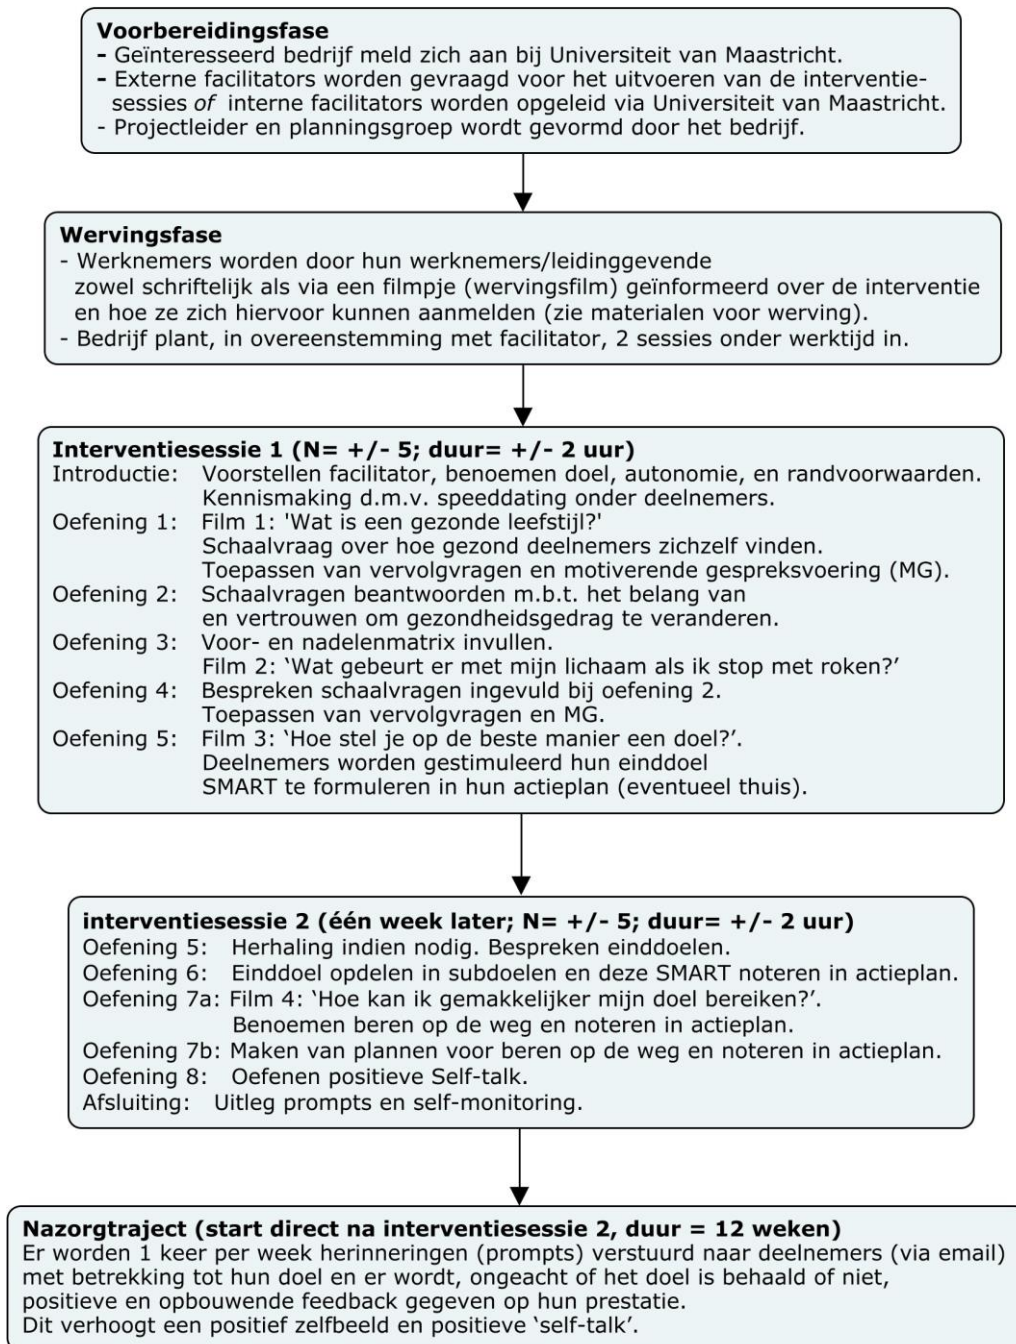 Voorbereidingsfase
- Geïnteresseerd bedrijf meld zich aan bij Universiteit van Maastricht.
- Externe facilitators worden gevraagd voor het uitvoeren van de interventie-
sessies of interne facilitators worden opgeleid via Universiteit van Maastricht.
- Projectleider en planningsgroep wordt gevormd door het bedrijf.
Wervingsfase
- Werknemers worden door hun werknemers/leidinggevende
zowel schriftelijk als via een filmpje (wervingsfilm) geïnformeerd over de interventie
en hoe ze zich hiervoor kunnen aanmelden (zie materialen voor werving).
- Bedrijf plant, in overeenstemming met facilitator, 2 sessies onder werktijd in.
Interventiesessie 1 (N= +/- 5; duur= +/- 2 uur)
Introductie: Voorstellen facilitator, benoemen doel, autonomie, en randvoorwaarden.
Kennismaking d.m.v. speeddating onder deelnemers.
Oefening 1: Film 1: 'Wat is een gezonde leefstijl?'
Schaalvraag over hoe gezond deelnemers zichzelf vinden.
Toepassen van vervolgvragen en motiverende gespreksvoering (MG).
Oefening 2: Schaalvragen beantwoorden m.b.t. het belang van
en vertrouwen om gezondheidsgedrag te veranderen.
Oefening 3: Voor- en nadelenmatrix invullen.
Film 2: ‘Wat gebeurt er met mijn lichaam als ik stop met roken?’
Oefening 4: Bespreken schaalvragen ingevuld bij oefening 2.
Toepassen van vervolgvragen en MG.
Oefening 5: Film 3: ‘Hoe stel je op de beste manier een doel?’.
Deelnemers worden gestimuleerd hun einddoel
SMART te formuleren in hun actieplan (eventueel thuis).
interventiesessie 2 (één week later; N= +/- 5; duur= +/- 2 uur)
Oefening 5: Herhaling indien nodig. Bespreken einddoelen.
Oefening 6: Einddoel opdelen in subdoelen en deze SMART noteren in actieplan.
Oefening 7a: Film 4: ‘Hoe kan ik gemakkelijker mijn doel bereiken?’.
Benoemen beren op de weg en noteren in actieplan.
Oefening 7b: Maken van plannen voor beren op de weg en noteren in actieplan.
Oefening 8: Oefenen positieve Self-talk.
Afsluiting: Uitleg prompts en self-monitoring.
Nazorgtraject (start direct na interventiesessie 2, duur = 12 weken)
Er worden 1 keer per week herinneringen (prompts) verstuurd naar deelnemers (via email)
met betrekking tot hun doel en er wordt, ongeacht of het doel is behaald of niet,
positieve en opbouwende feedback gegeven op hun prestatie.
Dit verhoogt een positief zelfbeeld en positieve ‘self-talk’.